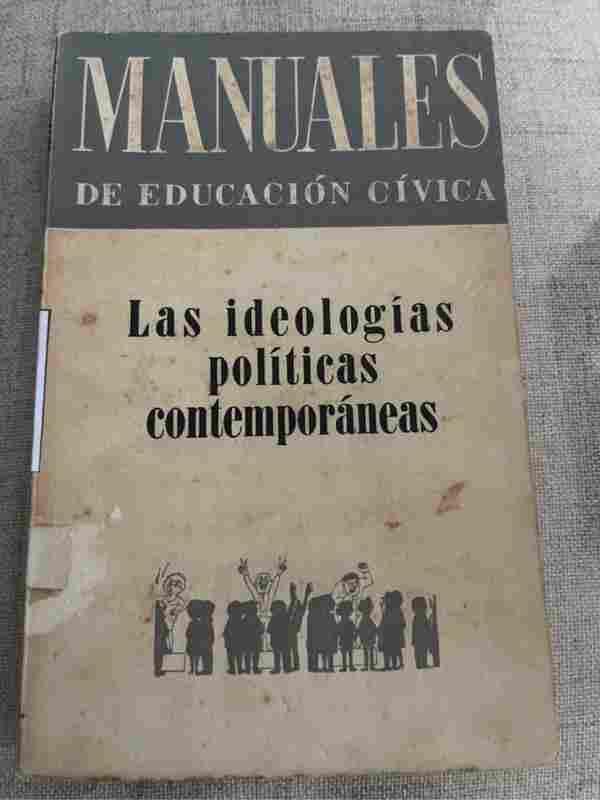 MANUALES
DE EDUCACIÓN CÍVICA
Las ideologías
políticas
contemporáneas